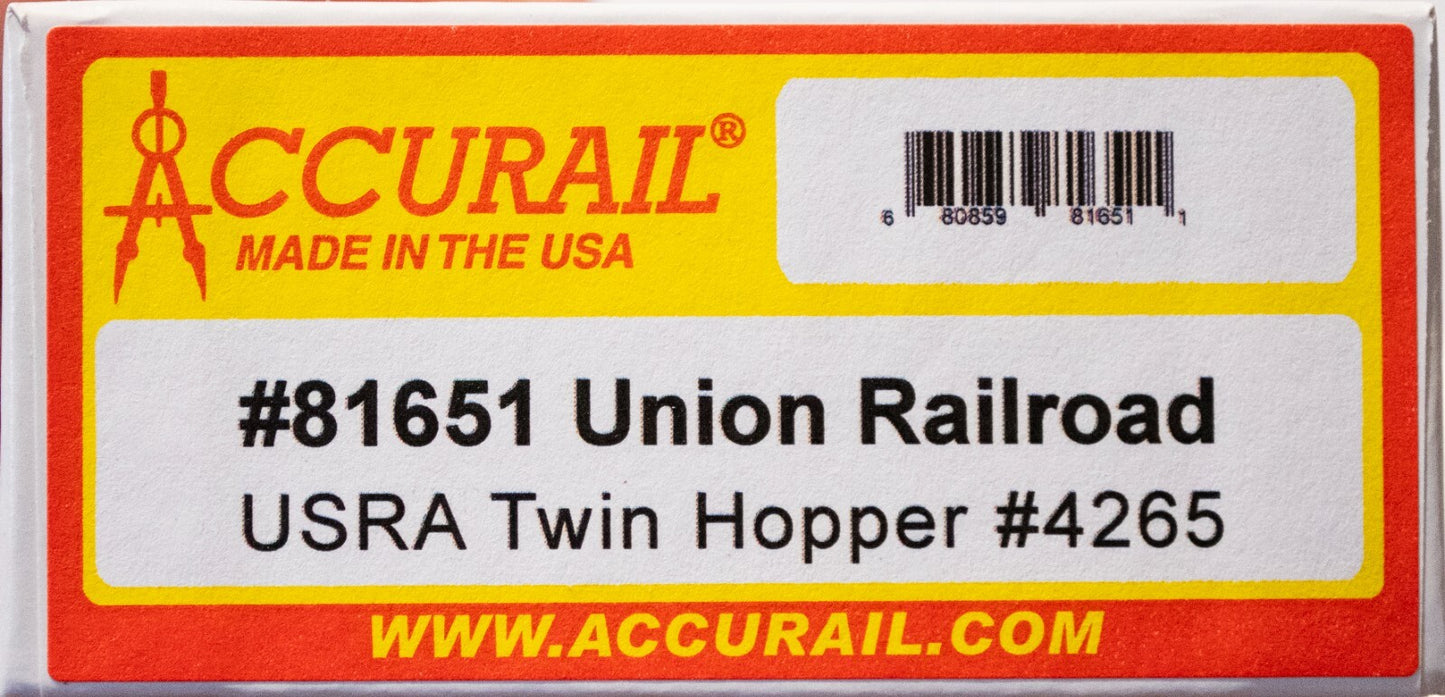 ACCURAIL®
MADE IN THE USA
6 80859 81651 1
#81651 Union Railroad
USRA Twin Hopper #4265
WWW.ACCURAIL.COM